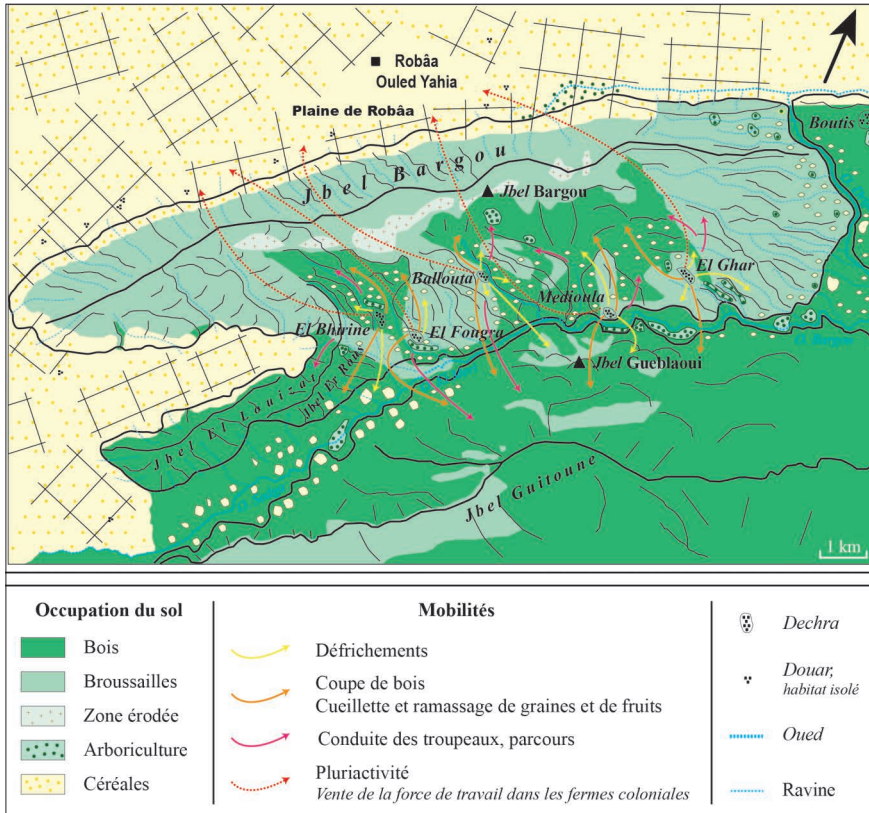 Robâa
Ouled Yahia
Plaine de Robâa
Boutis
Jbel Bargou
Jbel Bargou
El Ghar
Ballouta
Medioula
El Bhirine
El Fougra
O. Bargou
Jbel Gueblaoui
Jbel El Louizat
Jbel Er Rous
Jbel Guitoune
1 km
Occupation du sol
Bois
Broussailles
Zone érodée
Arboriculture
Céréales
Mobilités
Défrichements
Coupe de bois
Cueillette et ramassage de graines et de fruits
Conduite des troupeaux, parcours
Pluriactivité
Vente de la force de travail dans les fermes coloniales
Dechra
Douar,
habitat isolé
Oued
Ravine